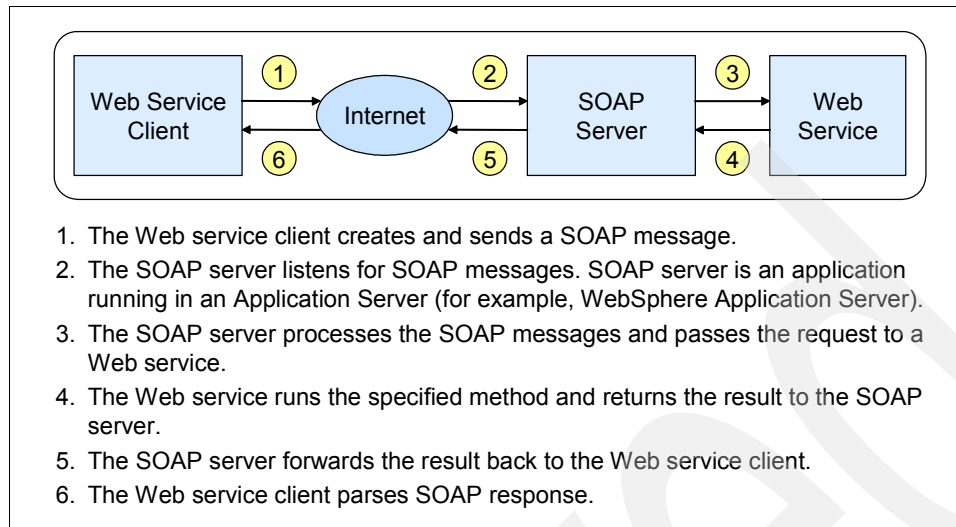 1
2
3
Web Service
Client
Internet
SOAP
Server
Web
Service
6
5
4
1. The Web service client creates and sends a SOAP message.
2. The SOAP server listens for SOAP messages. SOAP server is an application
running in an Application Server (for example, WebSphere Application Server).
3. The SOAP server processes the SOAP messages and passes the request to a
Web service.
4. The Web service runs the specified method and returns the result to the SOAP
server.
5. The SOAP server forwards the result back to the Web service client.
6. The Web service client parses SOAP response.